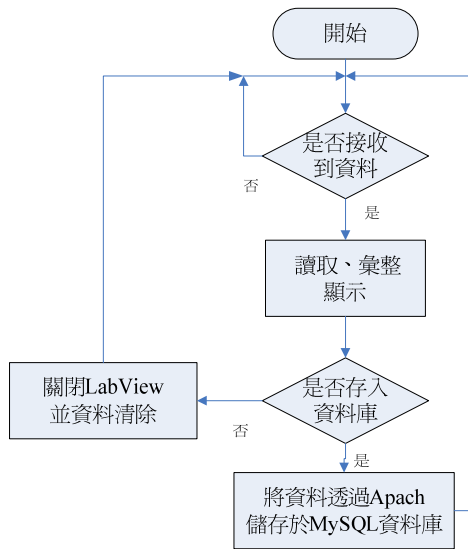 開始
是否接收
到資料
否
是
讀取、彙整
顯示
是否存入
資料庫
否
關閉LabView
並資料清除
是
將資料透過Apach
儲存於MySQL資料庫